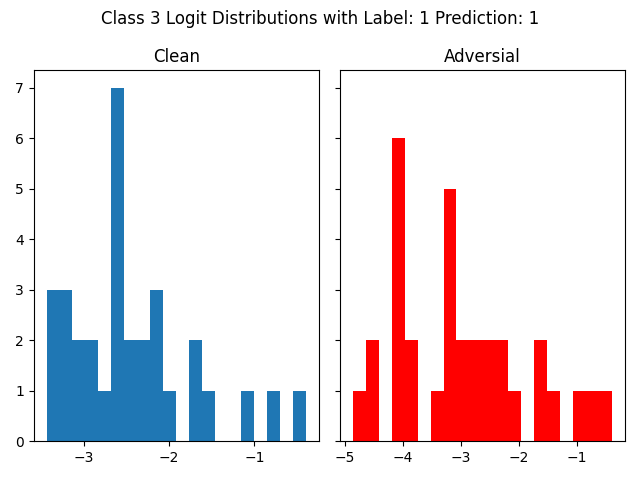 Class 3 Logit Distributions with Label: 1 Prediction: 1
Clean
Adversial
7
6
5
4
3
2
1
0
−3 −2 −1
−5 −4 −3 −2 −1